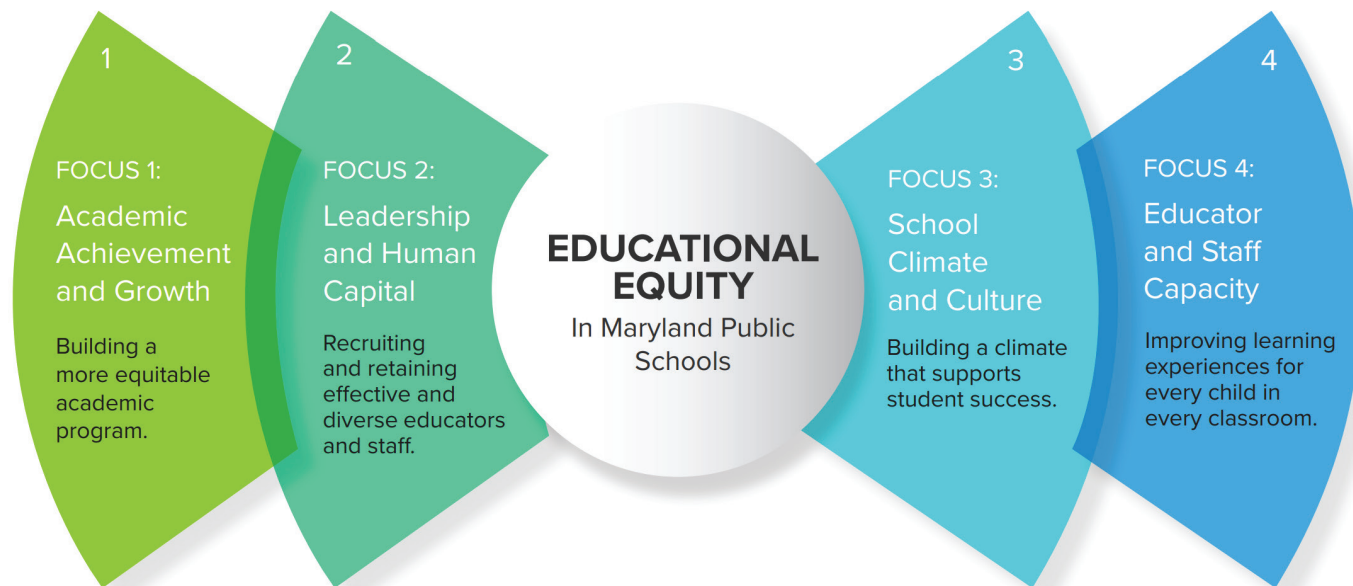 1
FOCUS 1:
Academic
Achievement
and Growth
Building a
more equitable
academic
program.
2
FOCUS 2:
Leadership
and Human
Capital
Recruiting
and retaining
effective and
diverse educators
and staff.
EDUCATIONAL
EQUITY
In Maryland Public
Schools
3
FOCUS 3:
School
Climate
and Culture
Building a climate
that supports
student success.
4
FOCUS 4:
Educator
and Staff
Capacity
Improving learning
experiences for
every child in
every classroom.